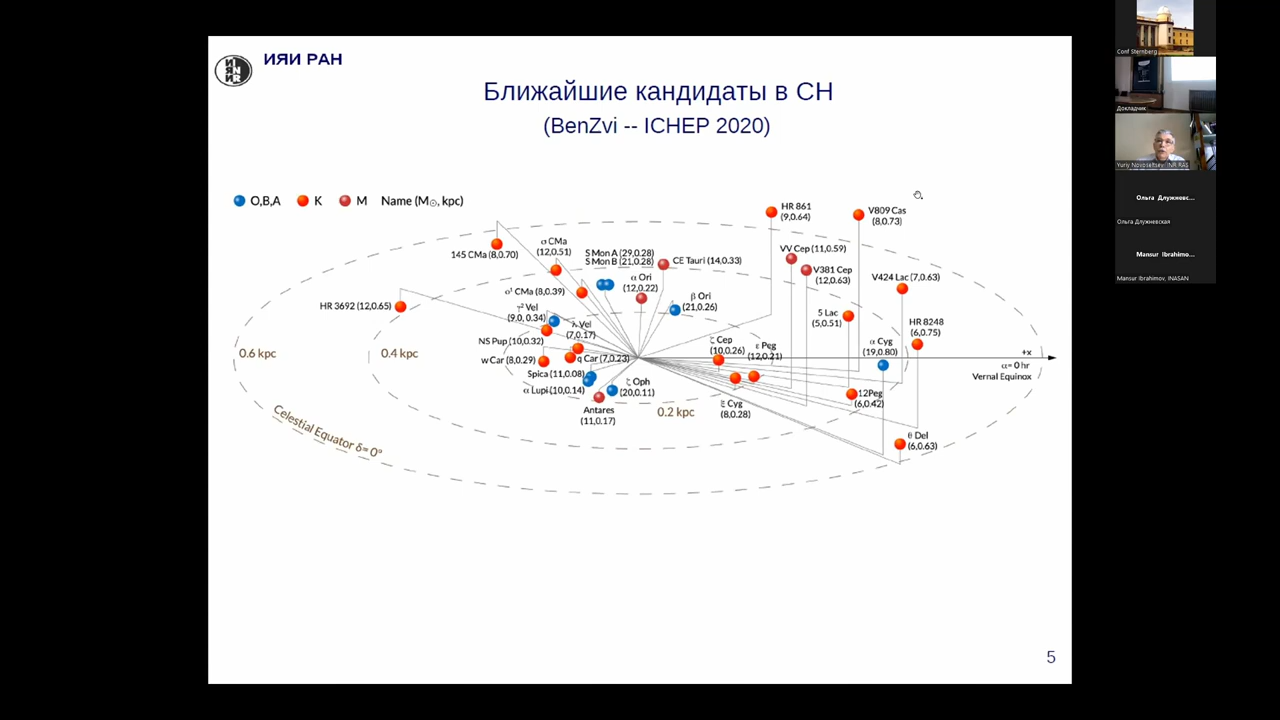 ИЯИ РАН
Ближайшие кандидаты в СН
(BenZvi -- ICHEP 2020)
O,B,A K M Name (M⊙, kpc)
HR 861
(9,0.64)
V809 Cas
(8,0.73)
145 CMa (8,0.70)
σ CMa
(12,0.51)
S Mon A (29,0.28)
S Mon B (21,0.28)
CE Tauri (14,0.33)
VV Cep (11,0.59)
V381 Cep
(12,0.63)
V424 Lac (7,0.63)
HR 3692 (12,0.65)
o¹ CMa (8,0.39)
α Ori
(12,0.22)
β Ori
(21,0.26)
γ² Vel
(9.0, 0.34)
λ Vel
(7,0.17)
5 Lac
(5,0.51)
HR 8248
(6,0.75)
NS Pup (10,0.32)
ζ Cep
(10,0.26)
ε Peg
(12,0.21)
α Cyg
(19,0.80)
0.6 kpc
0.4 kpc
w Car (8,0.29)
q Car (7,0.23)
+x
α = 0 hr
Vernal Equinox
Spica (11,0.08)
α Lupi (10,0.14)
ζ Oph
(20,0.11)
Antares
(11,0.17)
0.2 kpc
ξ Cyg
(8,0.28)
12Peg
(6,0.42)
θ Del
(6,0.63)
Celestial Equator δ= 0°
5
Conf Sternberg
Докладчик
Yuriy Novoseltsev, INR RAS
Ольга Длужневс...
Ольга Длужневская
Mansur Ibrahimo...
Mansur Ibrahimov, INASAN